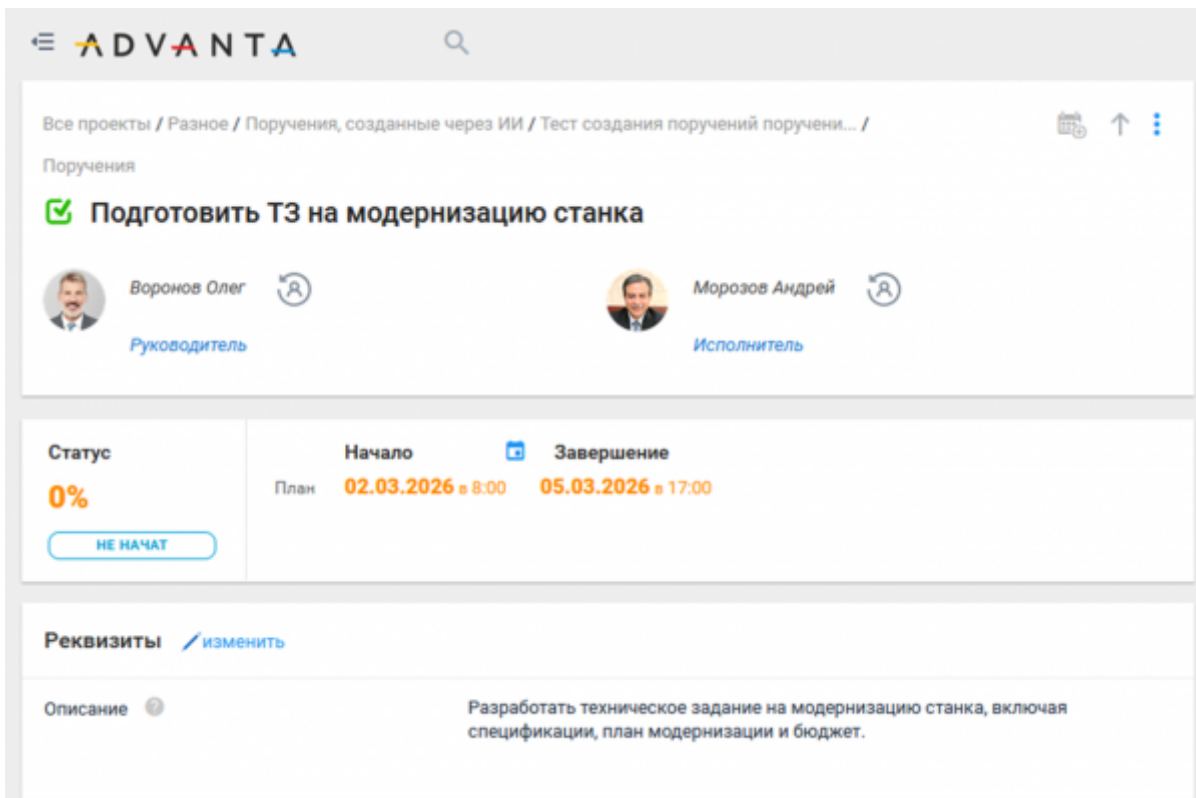 ADVANTA
Все проекты / Разное / Поручения, созданные через ИИ / Тест создания поручений поручени... /
Поручения
Подготовить ТЗ на модернизацию станка
Воронов Олег
Руководитель
Морозов Андрей
Исполнитель
Статус
0%
НЕ НАЧАТ
Начало Завершение
План 02.03.2026 в 8:00 05.03.2026 в 17:00
Реквизиты изменить
Описание ?
Разработать техническое задание на модернизацию станка, включая
спецификации, план модернизации и бюджет.